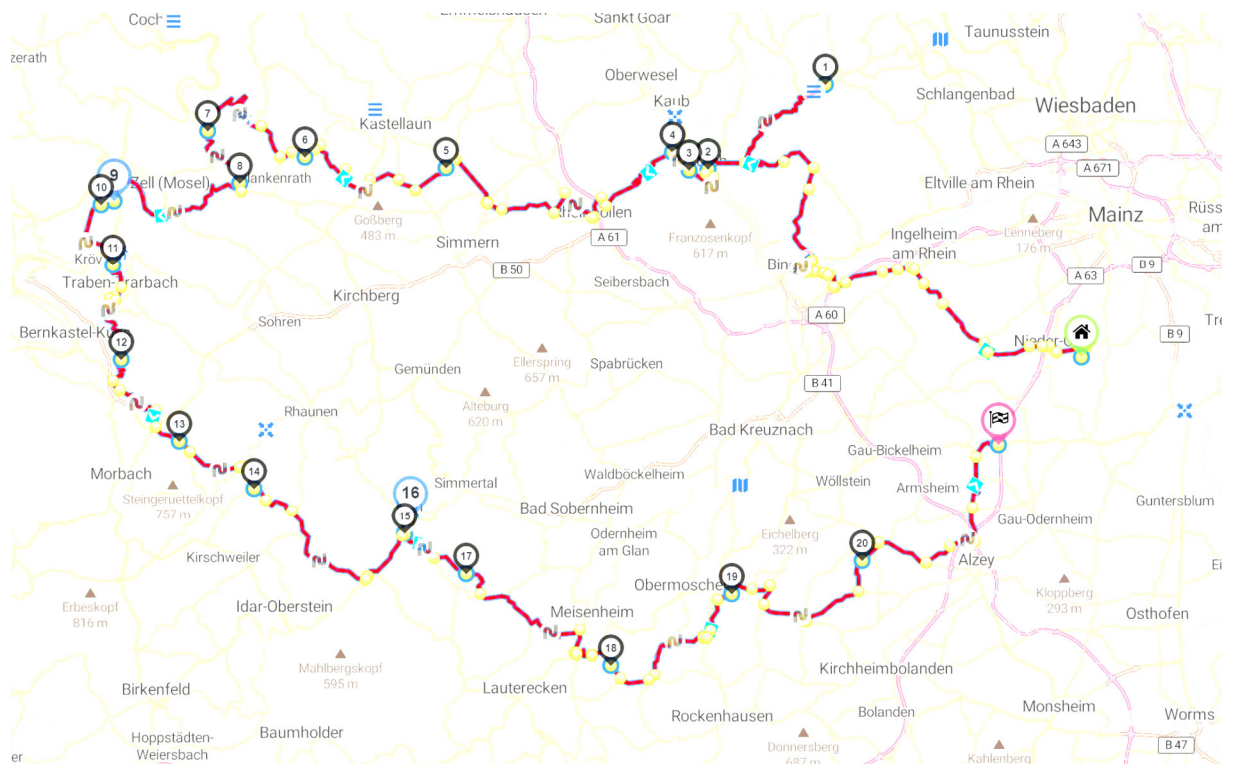 Coch
Sankt Goar
Taunusstein
zerath
Oberwesel
1
Schlangenbad
Kaub
Wiesbaden
7
Kastellaun
4
A 643
6
5
3
2
A 671
8
9
10
Zell (Mosel)
Eltville am Rhein
Mainz
Goßberg
483 m
A 61
Simmern
Franzosenkopf
617 m
Ingelheim
am Rhein
Lenneberg
176 m
11
B 50
A 63
B 9
Traben-Trarbach
Kirchberg
Seibersbach
Sohren
A 60
B 9
12
Ellerspring
657 m
Spabrücken
Gemünden
B 41
Alteburg
620 m
Rhaunen
13
Bad Kreuznach
Gau-Bickelheim
Morbach
14
Waldböckelheim
Wöllstein
Armsheim
Steingeruettelkopf
757 m
16
Simmertal
Guntersblum
15
Bad Sobernheim
Gau-Odernheim
Odernheim
am Glan
Eichelberg
322 m
Kirschweiler
17
20
Alzey
19
Kloppberg
293 m
Erbeskopf
816 m
Idar-Oberstein
Meisenheim
Osthofen
18
Mahlbergskopf
595 m
Kirchheimbolanden
Birkenfeld
Lauterecken
Monsheim
Rockenhausen
Bolanden
Worms
Hoppstädten-
Weiersbach
Baumholder
Donnersberg
687 m
B 47
Kahlenberg
er